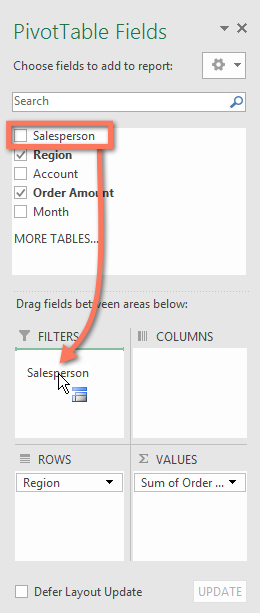 PivotTable Fields
Choose fields to add to report:
Search
Salesperson
Region
Account
Order Amount
Month
MORE TABLES...
Drag fields between areas below:
FILTERS
COLUMNS
Salesperson
ROWS
VALUES
Region
Sum of Order ...
Defer Layout Update
UPDATE